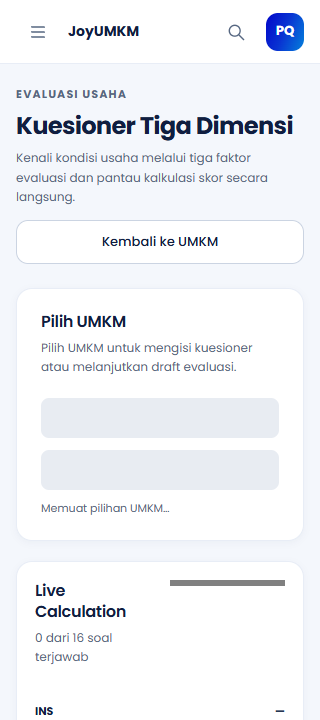 JoyUMKM
PQ
EVALUASI USAHA
Kuesioner Tiga Dimensi
Kenali kondisi usaha melalui tiga faktor
evaluasi dan pantau kalkulasi skor secara
langsung.
Kembali ke UMKM
Pilih UMKM
Pilih UMKM untuk mengisi kuesioner
atau melanjutkan draft evaluasi.
Memuat pilihan UMKM...
Live
Calculation
0 dari 16 soal
terjawab
INS –